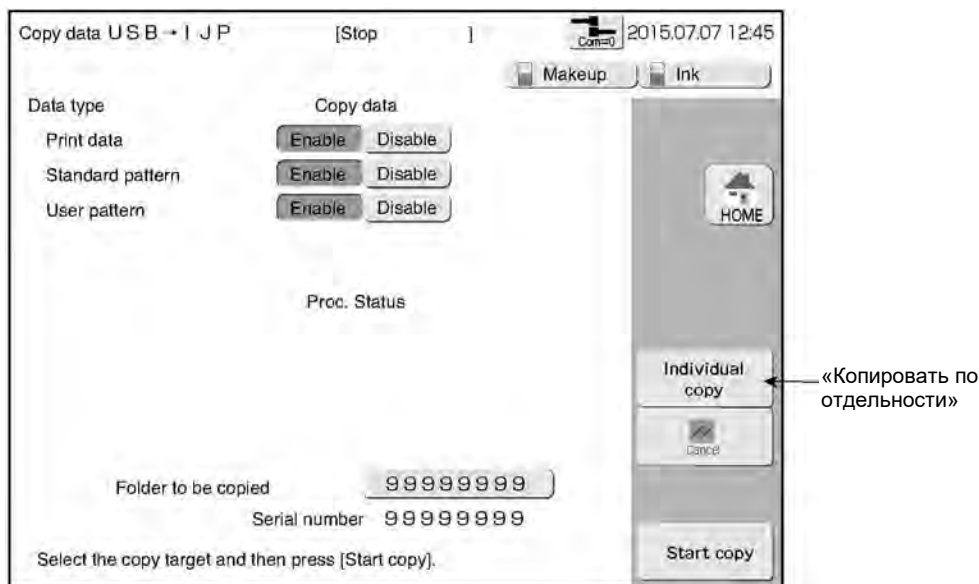 Copy data USB→IJP [Stop ] Com=0 2015.07.07 12:45
Makeup Ink
Data type Copy data
Print data Enable Disable
Standard pattern Enable Disable
User pattern Enable Disable
HOME
Proc. Status
Individual
copy
«Копировать по
отдельности»
Cancel
Folder to be copied 99999999
Serial number 99999999
Select the copy target and then press [Start copy].
Start copy